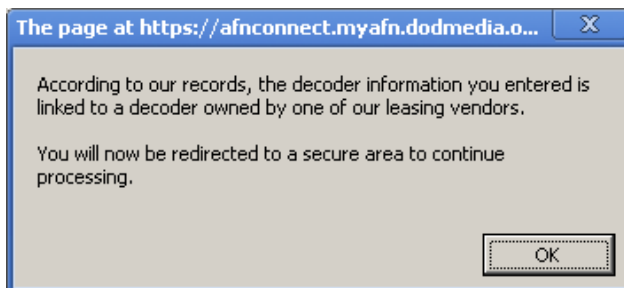 The page at https://afnconnect.myafn.dodmedia.o...
According to our records, the decoder information you entered is
linked to a decoder owned by one of our leasing vendors.
You will now be redirected to a secure area to continue
processing.
OK